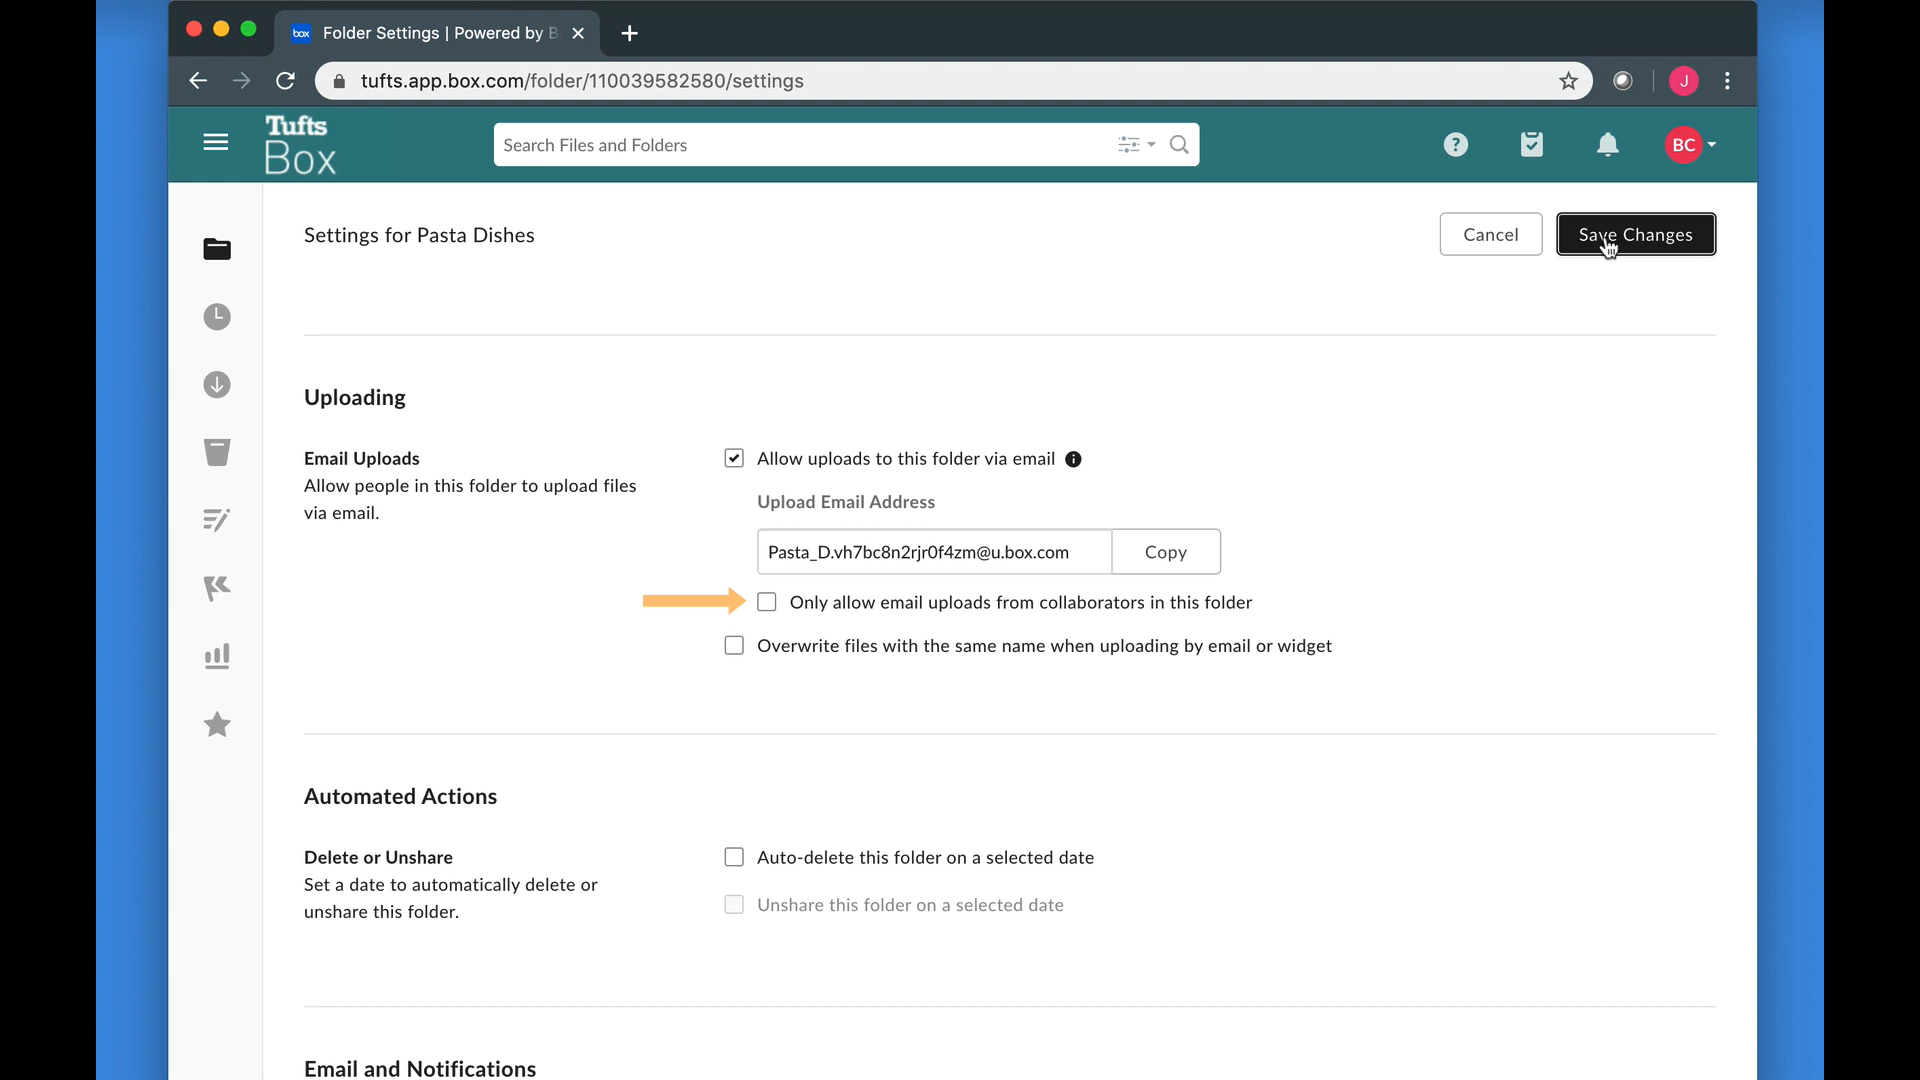 box Folder Settings | Powered by B
tufts.app.box.com/folder/110039582580/settings
J
Tufts
Box
Search Files and Folders
?
BC
Settings for Pasta Dishes
Cancel
Save Changes
Uploading
Email Uploads
Allow people in this folder to upload files
via email.
Allow uploads to this folder via email
Upload Email Address
Pasta_D.vh7bc8n2rjr0f4zm@u.box.com
Copy
Only allow email uploads from collaborators in this folder
Overwrite files with the same name when uploading by email or widget
Automated Actions
Delete or Unshare
Set a date to automatically delete or
unshare this folder.
Auto-delete this folder on a selected date
Unshare this folder on a selected date
Email and Notifications